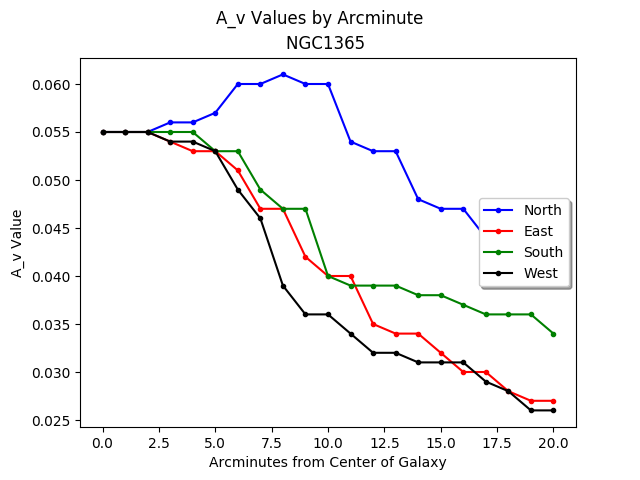 A_v Values by Arcminute
NGC1365
A_v Value
0.060
0.055
0.050
0.045
0.040
0.035
0.030
0.025
North
East
South
West
0.0 2.5 5.0 7.5 10.0 12.5 15.0 17.5 20.0
Arcminutes from Center of Galaxy